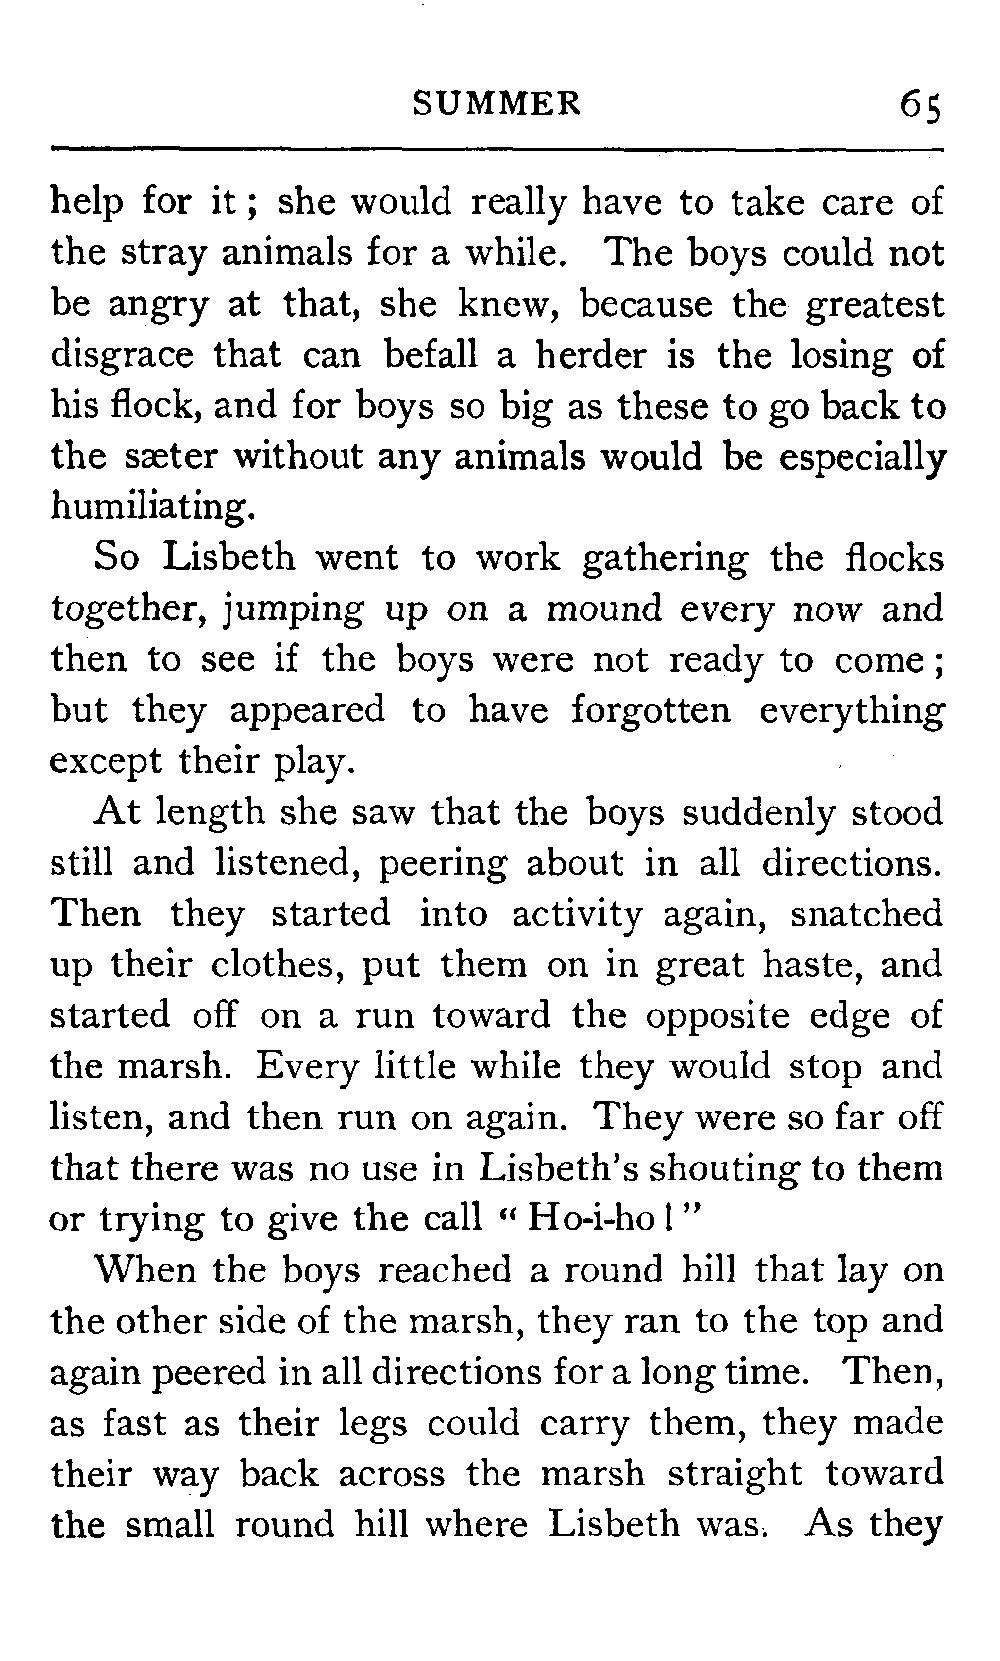 SUMMER 65
help for it; she would really have to take care of
the stray animals for a while. The boys could not
be angry at that, she knew, because the greatest
disgrace that can befall a herder is the losing of
his flock, and for boys so big as these to go back to
the sæter without any animals would be especially
humiliating.
So Lisbeth went to work gathering the flocks
together, jumping up on a mound every now and
then to see if the boys were not ready to come;
but they appeared to have forgotten everything
except their play.
At length she saw that the boys suddenly stood
still and listened, peering about in all directions.
Then they started into activity again, snatched
up their clothes, put them on in great haste, and
started off on a run toward the opposite edge of
the marsh. Every little while they would stop and
listen, and then run on again. They were so far off
that there was no use in Lisbeth's shouting to them
or trying to give the call "Ho-i-ho!"
When the boys reached a round hill that lay on
the other side of the marsh, they ran to the top and
again peered in all directions for a long time. Then,
as fast as their legs could carry them, they made
their way back across the marsh straight toward
the small round hill where Lisbeth was. As they